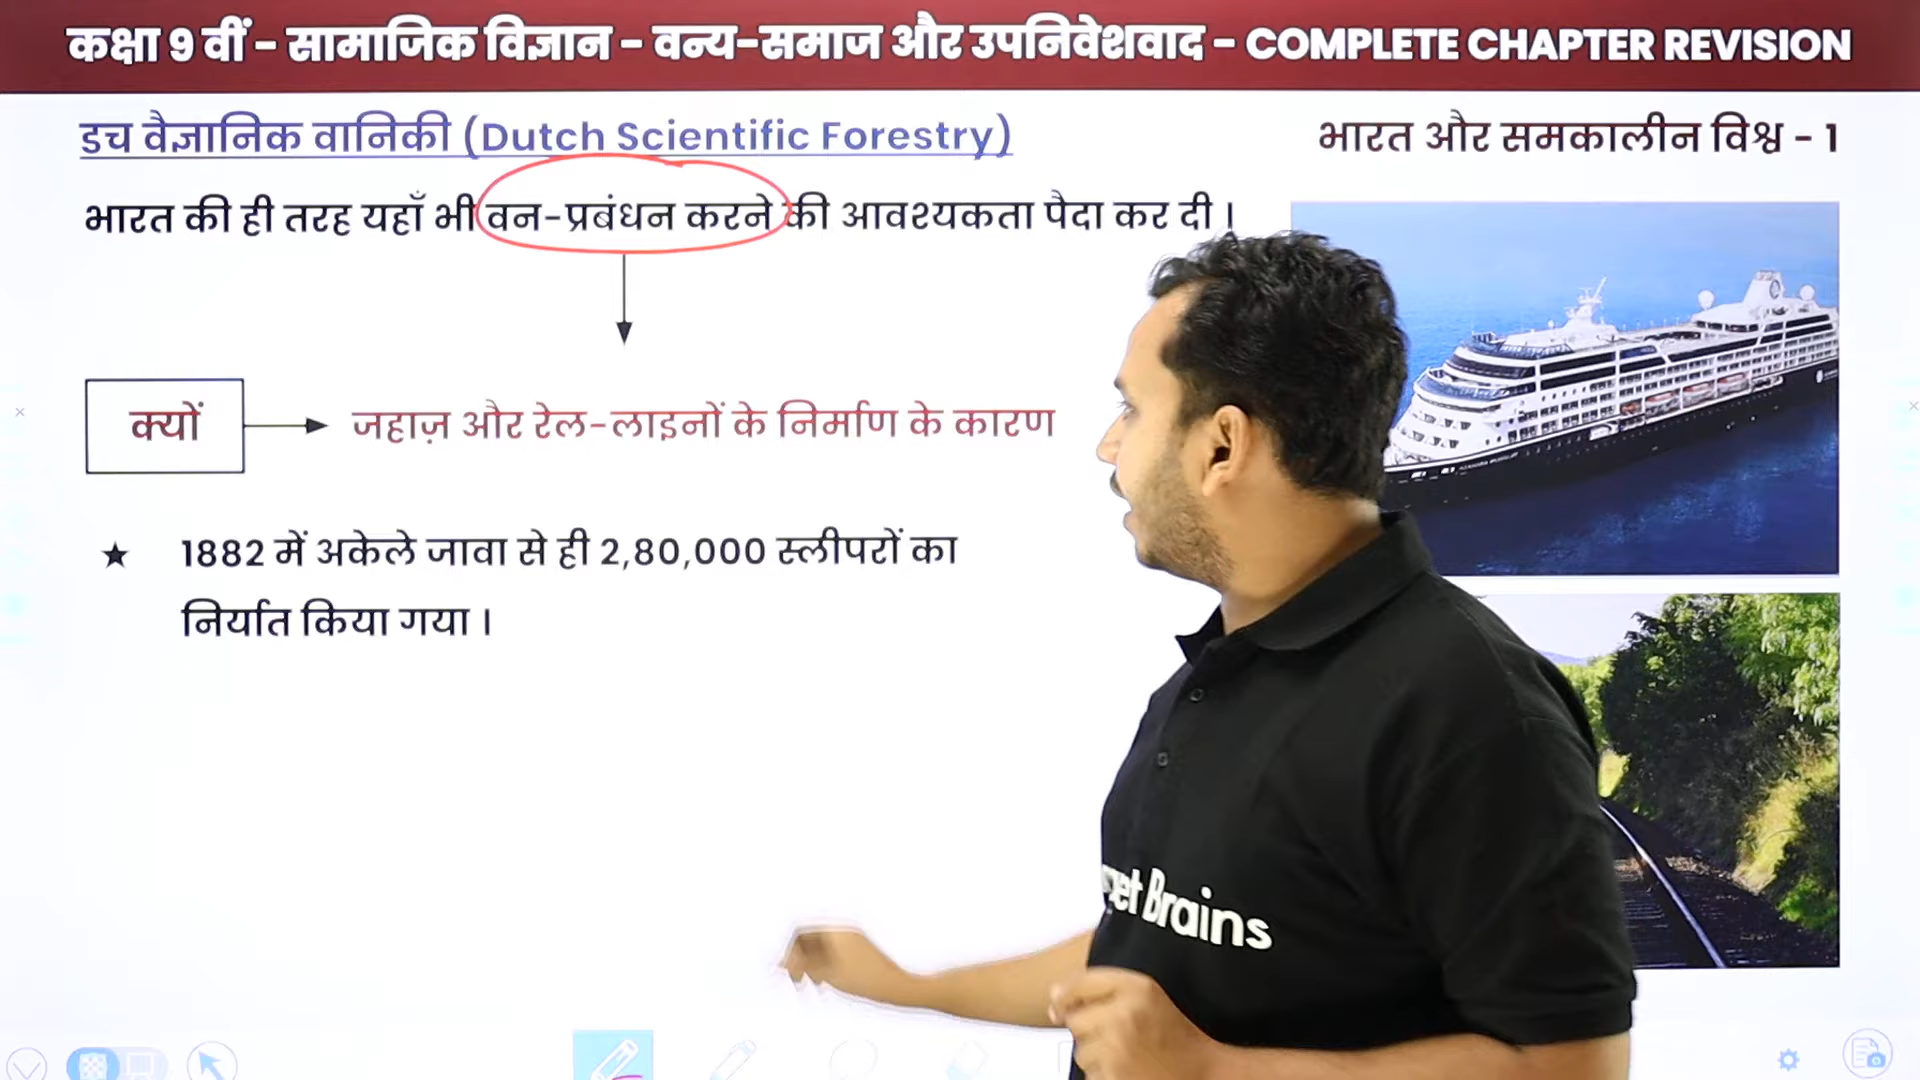 कक्षा 9 वीं - सामाजिक विज्ञान - वन्य-समाज और उपनिवेशवाद - COMPLETE CHAPTER REVISION
डच वैज्ञानिक वानिकी (Dutch Scientific Forestry)
भारत और समकालीन विश्व - 1
भारत की ही तरह यहाँ भी वन-प्रबंधन करने की आवश्यकता पैदा कर दी ।
क्यों
जहाज़ और रेल-लाइनों के निर्माण के कारण
★ 1882 में अकेले जावा से ही 2,80,000 स्लीपरों का
निर्यात किया गया ।
Brains